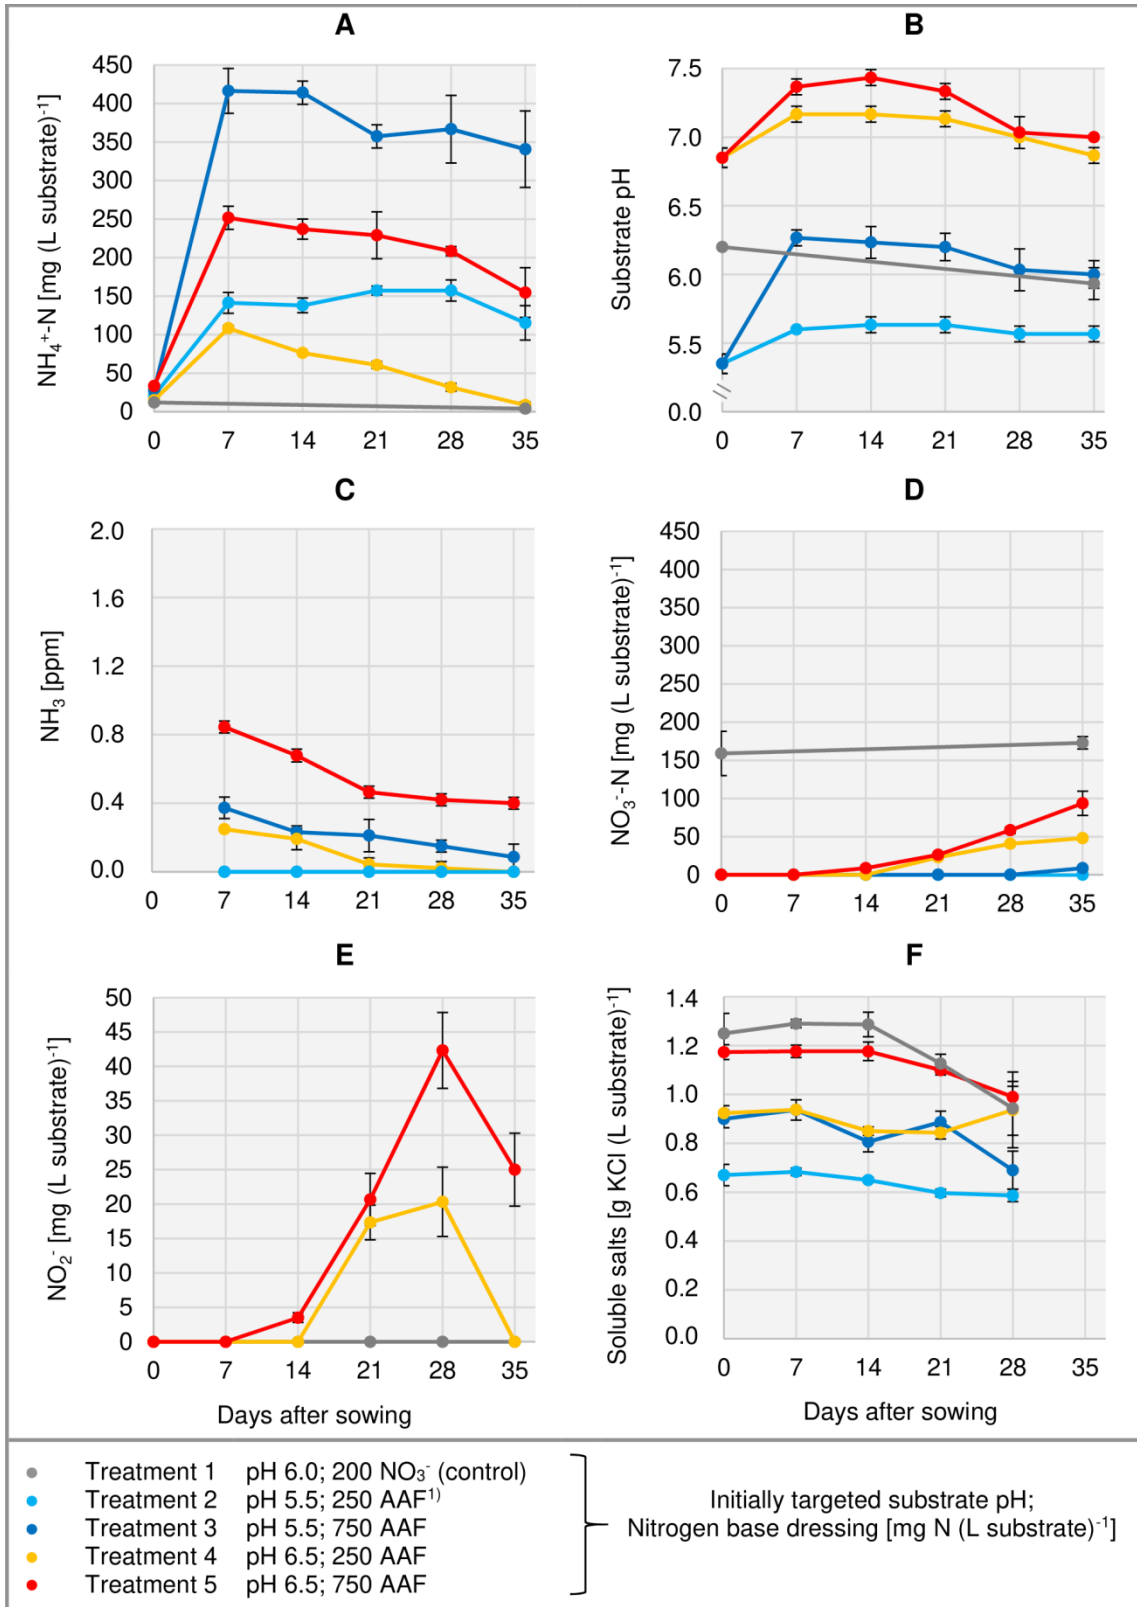 A
NH₄⁺-N [mg (L substrate)⁻¹
450
400
350
300
250
200
150
100
50
0
0 7 14 21 28 35
B
Substrate pH
7.5
7.0
6.5
6.0
5.5
0.0
0 7 14 21 28 35
C
NH₃ [ppm]
2.0
1.6
1.2
0.8
0.4
0.0
0 7 14 21 28 35
D
NO₃⁻-N [mg (L substrate)⁻¹]
450
400
350
300
250
200
150
100
50
0
0 7 14 21 28 35
E
NO₂⁻ [mg (L substrate)⁻¹]
50
45
40
35
30
25
20
15
10
5
0
0 7 14 21 28 35
Days after sowing
F
Soluble salts [g KCl (L substrate)⁻¹]
1.4
1.2
1.0
0.8
0.6
0.4
0.2
0.0
0 7 14 21 28 35
Days after sowing
Treatment 1 pH 6.0; 200 NO₃⁻ (control)
Treatment 2 pH 5.5; 250 AAF¹⁾
Treatment 3 pH 5.5; 750 AAF
Treatment 4 pH 6.5; 250 AAF
Treatment 5 pH 6.5; 750 AAF
Initially targeted substrate pH;
Nitrogen base dressing [mg N (L substrate)⁻¹]